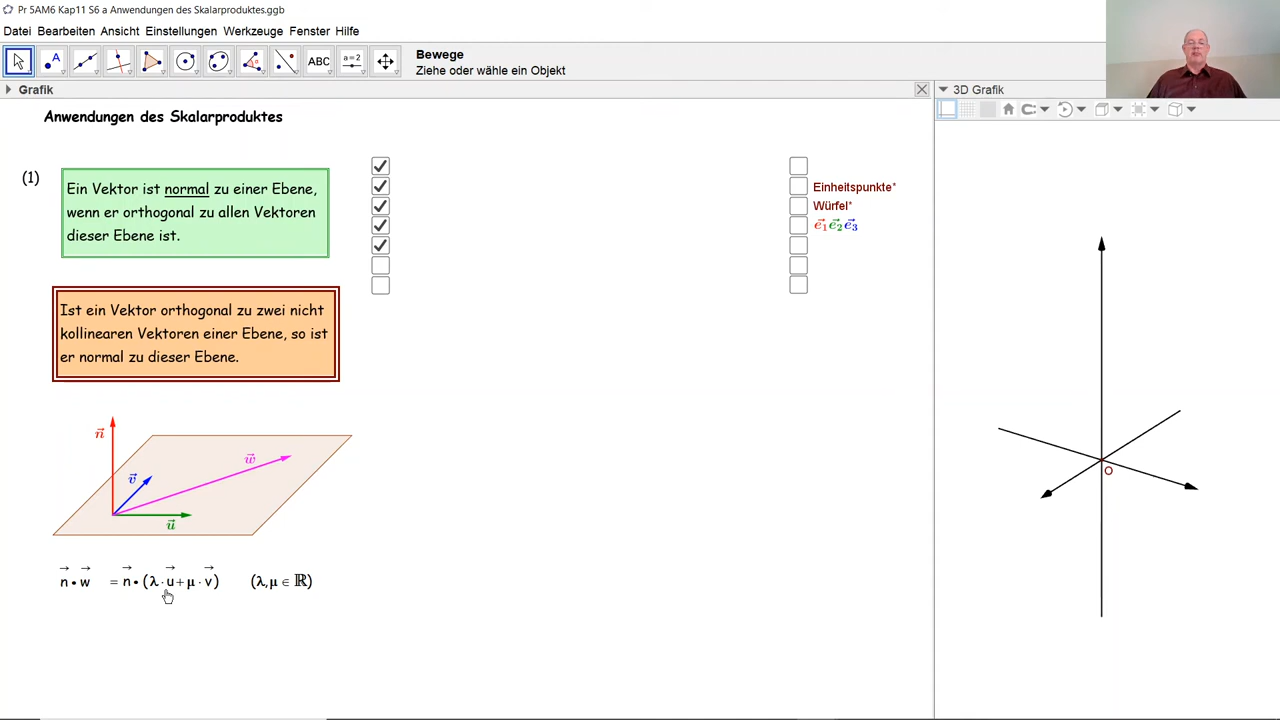 Pr 5AM6 Kap11 S6 a Anwendungen des Skalarproduktes.ggb
Datei Bearbeiten Ansicht Einstellungen Werkzeuge Fenster Hilfe
A
ABC
a=2
Bewege
Ziehe oder wähle ein Objekt
Grafik
3D Grafik
Anwendungen des Skalarproduktes
(1)
Ein Vektor ist normal zu einer Ebene,
wenn er orthogonal zu allen Vektoren
dieser Ebene ist.
Einheitspunkte*
Würfel*
e⃗₁ e⃗₂ e⃗₃
Ist ein Vektor orthogonal zu zwei nicht
kollinearen Vektoren einer Ebene, so ist
er normal zu dieser Ebene.
n⃗
v⃗
w⃗
u⃗
O
n⃗ • w⃗ = n⃗ • (λ · u⃗ + μ · v⃗) (λ,μ ∈ ℝ)